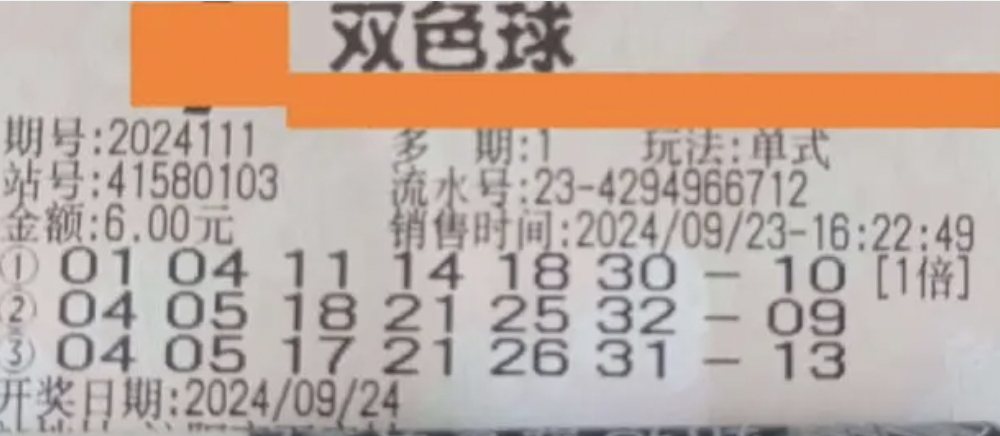 双色球
期号:2024111 多 期:1 玩法:单式
站号:41580103 流水号:23-4294966712
金额:6.00元 销售时间:2024/09/23-16:22:49
① 01 04 11 14 18 30 - 10 [1倍]
② 04 05 18 21 25 32 - 09
③ 04 05 17 21 26 31 - 13
开奖日期:2024/09/24